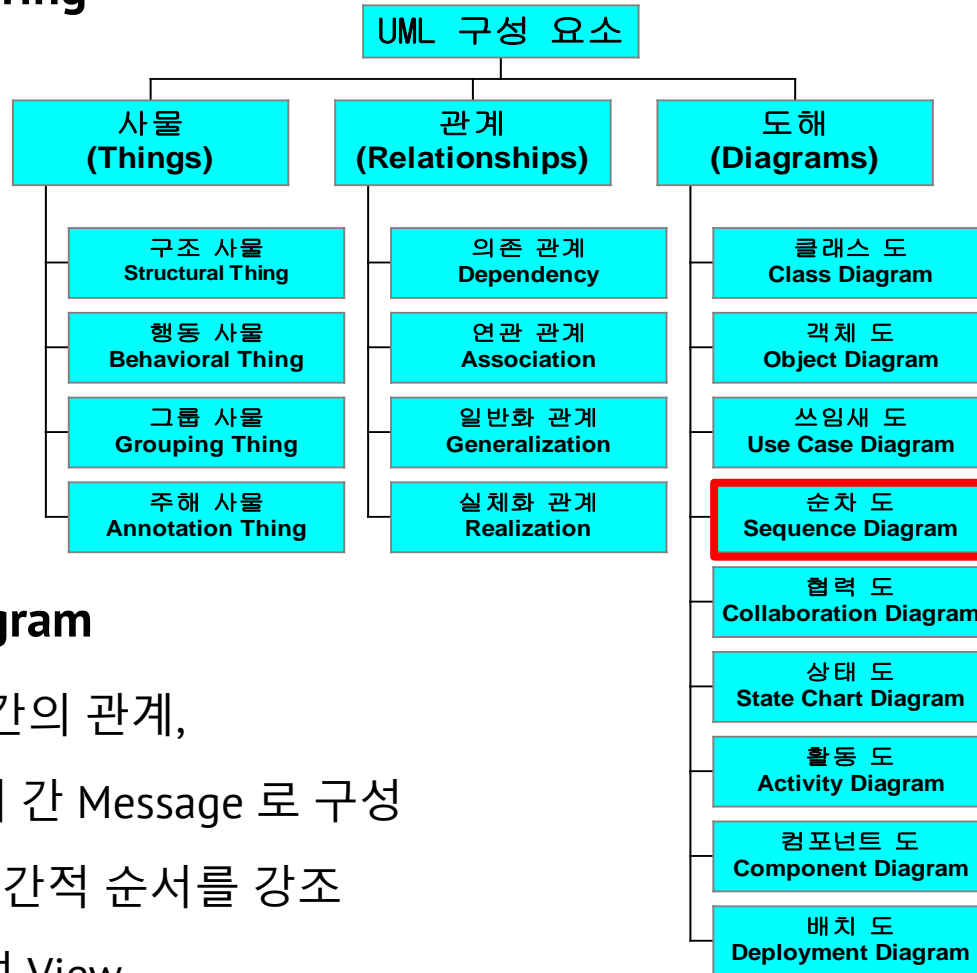 UML 구성 요소
사물
(Things)
구조 사물
Structural Thing
행동 사물
Behavioral Thing
그룹 사물
Grouping Thing
주해 사물
Annotation Thing
관계
(Relationships)
의존 관계
Dependency
연관 관계
Association
일반화 관계
Generalization
실체화 관계
Realization
도해
(Diagrams)
클래스 도
Class Diagram
객체 도
Object Diagram
쓰임새 도
Use Case Diagram
순차 도
Sequence Diagram
협력 도
Collaboration Diagram
상태 도
State Chart Diagram
활동 도
Activity Diagram
컴포넌트 도
Component Diagram
배치 도
Deployment Diagram
gram
간의 관계,
간 Message 로 구성
간적 순서를 강조
View